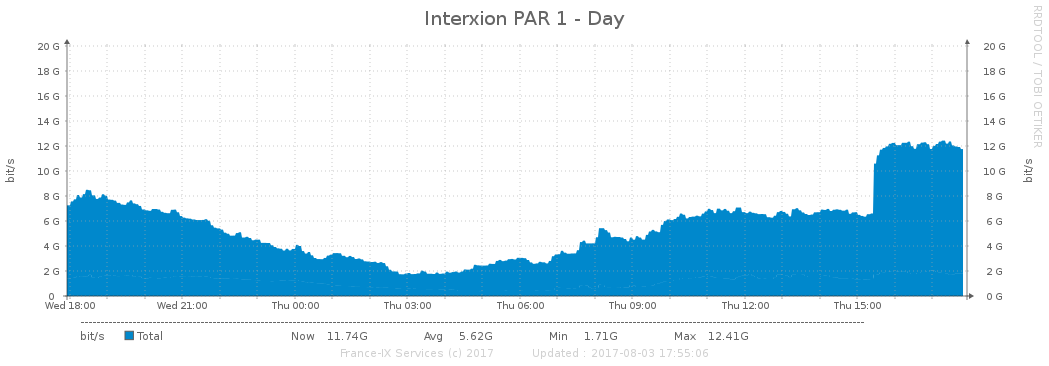 Interxion PAR 1 - Day
RRDTOOL / TOBI OETIKER
bit/s
20 G 20 G
18 G 18 G
16 G 16 G
14 G 14 G
12 G 12 G
10 G 10 G
8 G 8 G
6 G 6 G
4 G 4 G
2 G 2 G
0 0 G
bit/s
Wed 18:00 Wed 21:00 Thu 00:00 Thu 03:00 Thu 06:00 Thu 09:00 Thu 12:00 Thu 15:00
bit/s Total Now 11.74G Avg 5.62G Min 1.71G Max 12.41G
France-IX Services (c) 2017 Updated : 2017-08-03 17:55:06